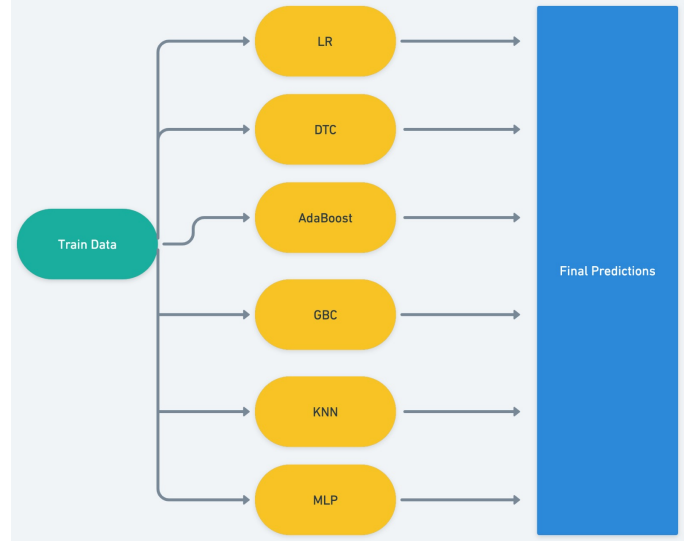 LR
DTC
Train Data
AdaBoost
Final Predictions
GBC
KNN
MLP